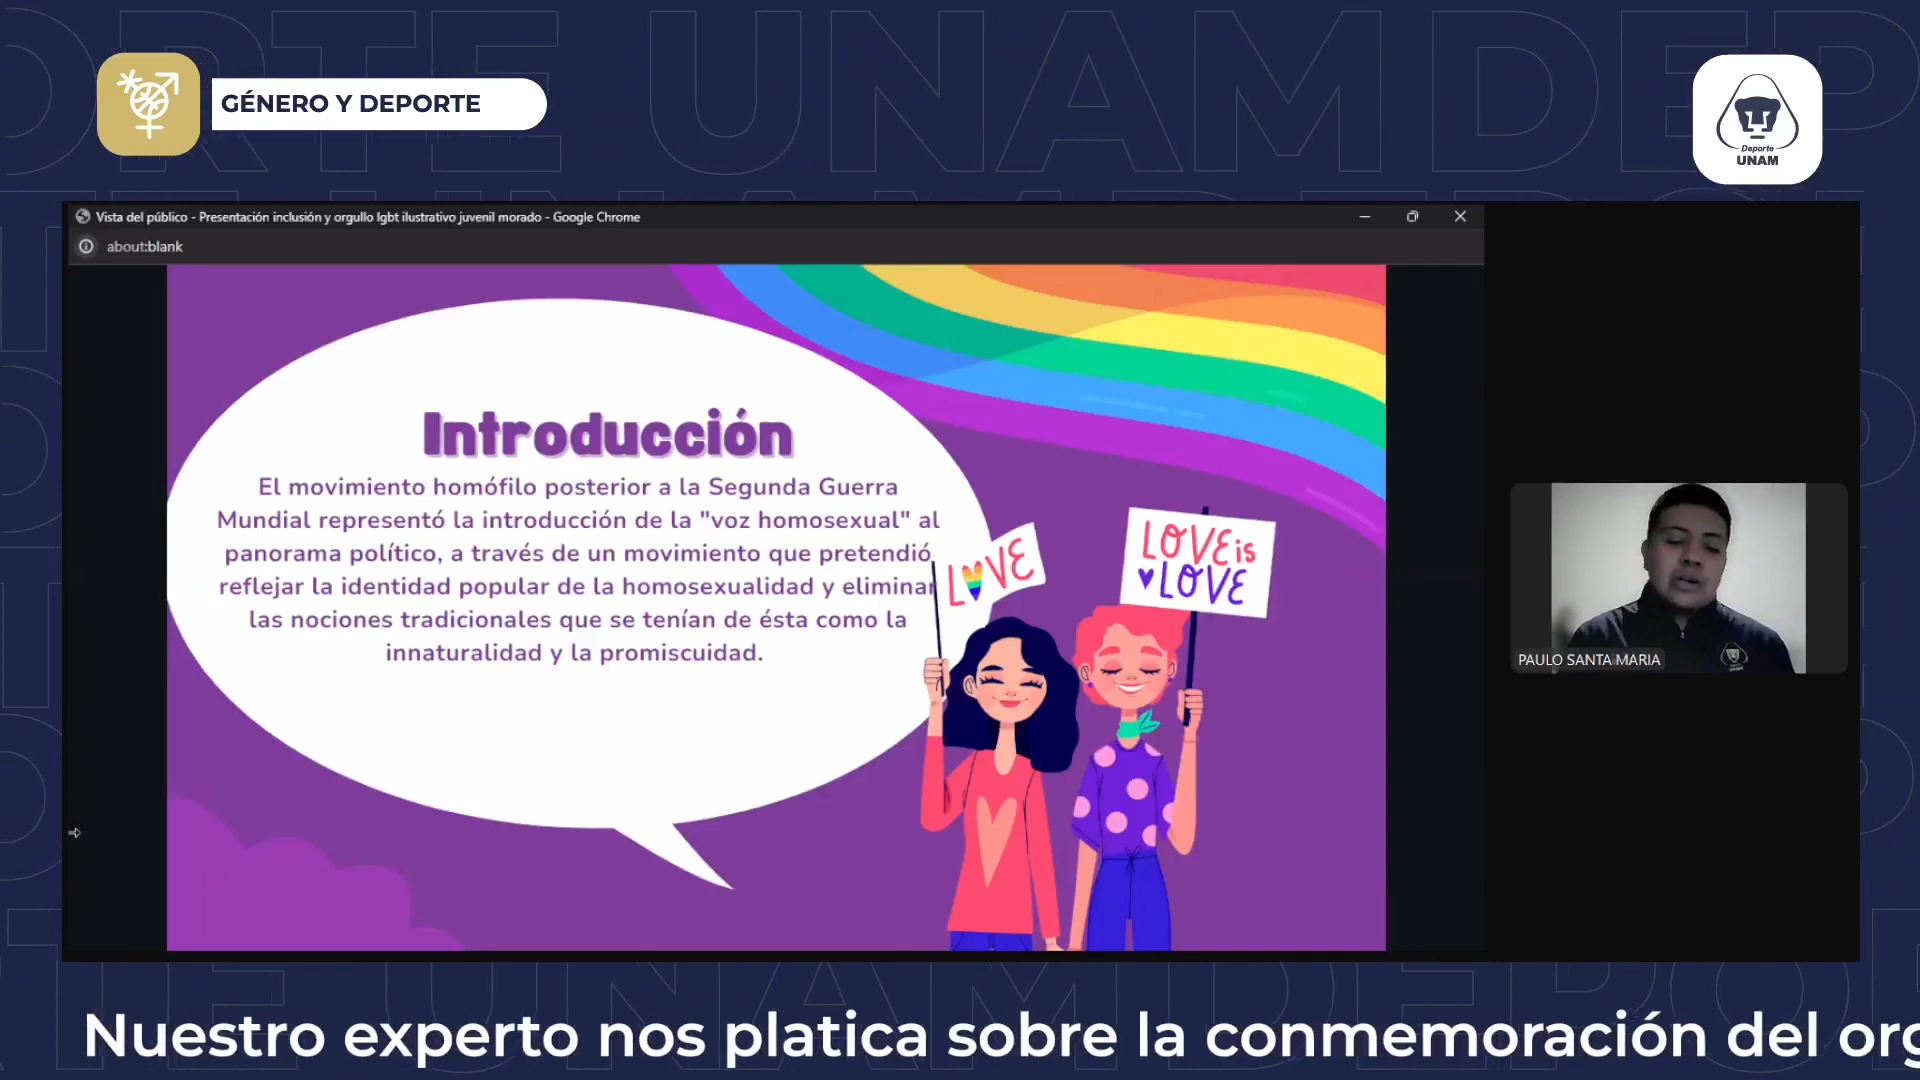 GÉNERO Y DEPORTE
Deporte
UNAM
Vista del público - Presentación inclusión y orgullo lgbt ilustrativo juvenil morado - Google Chrome
about:blank
Introducción
El movimiento homófilo posterior a la Segunda Guerra
Mundial representó la introducción de la "voz homosexual" al
panorama político, a través de un movimiento que pretendió
reflejar la identidad popular de la homosexualidad y eliminar
las nociones tradicionales que se tenían de ésta como la
innaturalidad y la promiscuidad.
LOVE
LOVE is
LOVE
PAULO SANTA MARIA
Nuestro experto nos platica sobre la conmemoración del org